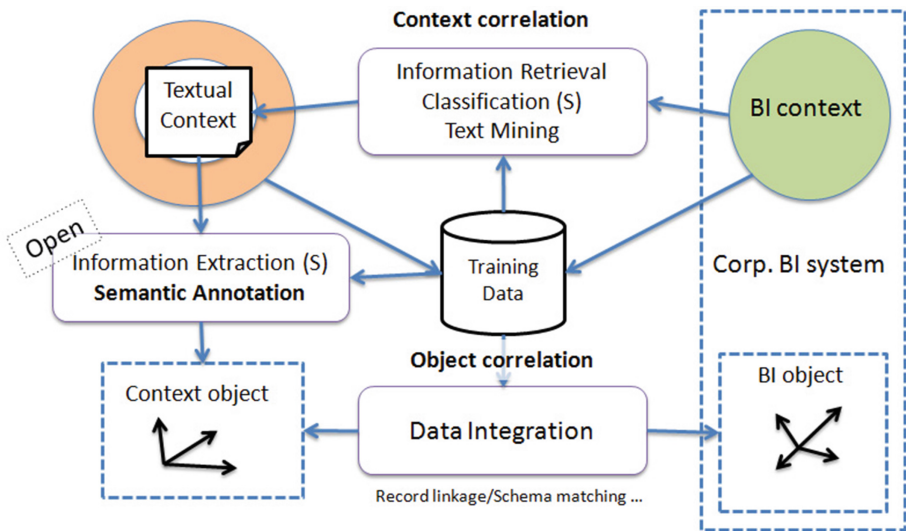 Context correlation
Textual
Context
Information Retrieval
Classification (S)
Text Mining
BI context
Open
Information Extraction (S)
Semantic Annotation
Training
Data
Corp. BI system
Object correlation
Context object
Data Integration
BI object
Record linkage/Schema matching ...